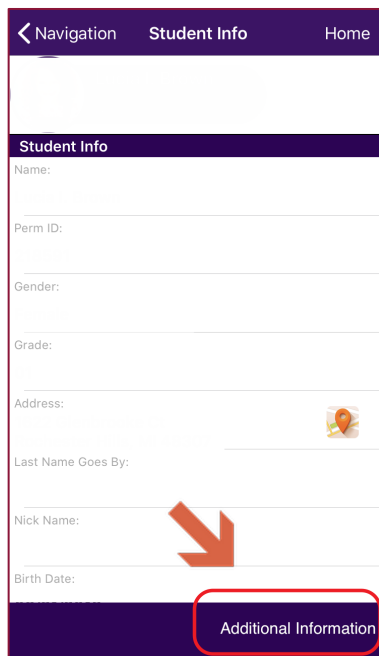 Navigation Student Info Home
Student Info
Name:
Perm ID:
Gender:
Grade:
Address:
Last Name Goes By:
Nick Name:
Birth Date:
Additional Information